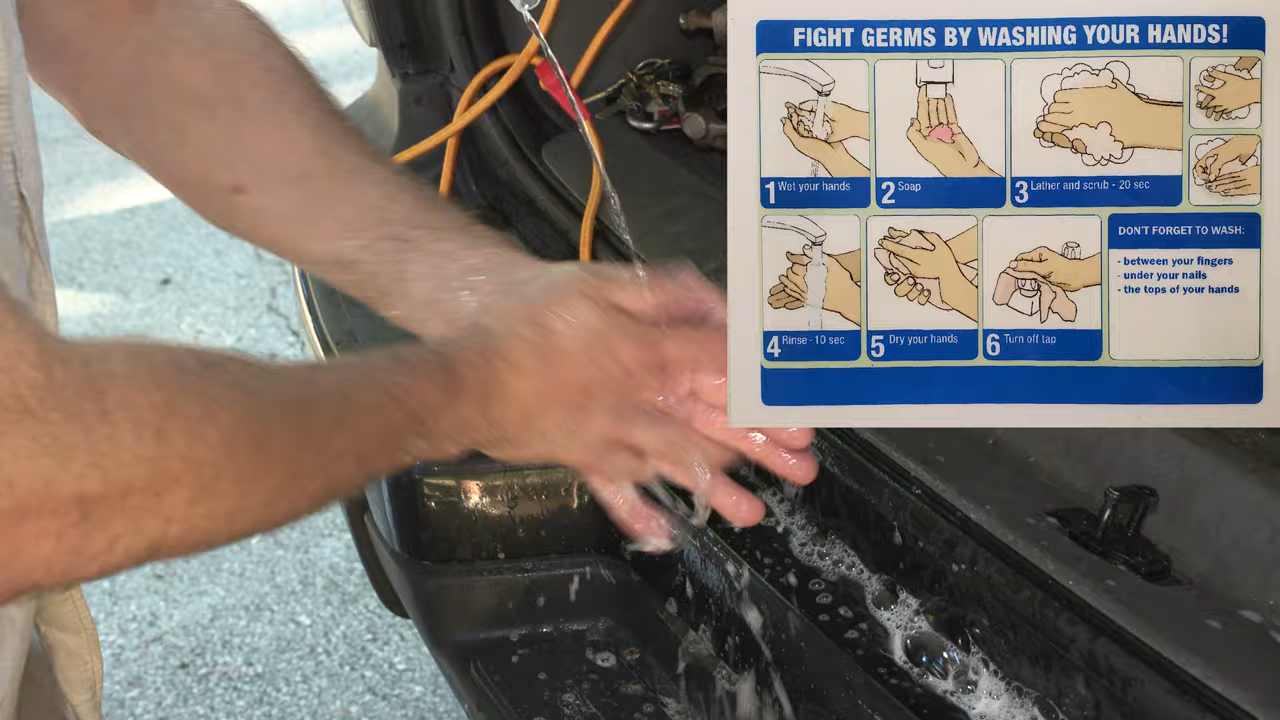 FIGHT GERMS BY WASHING YOUR HANDS!
1 Wet your hands
2 Soap
3 Lather and scrub - 20 sec
4 Rinse - 10 sec
5 Dry your hands
6 Turn off tap
DON'T FORGET TO WASH:
- between your fingers
- under your nails
- the tops of your hands